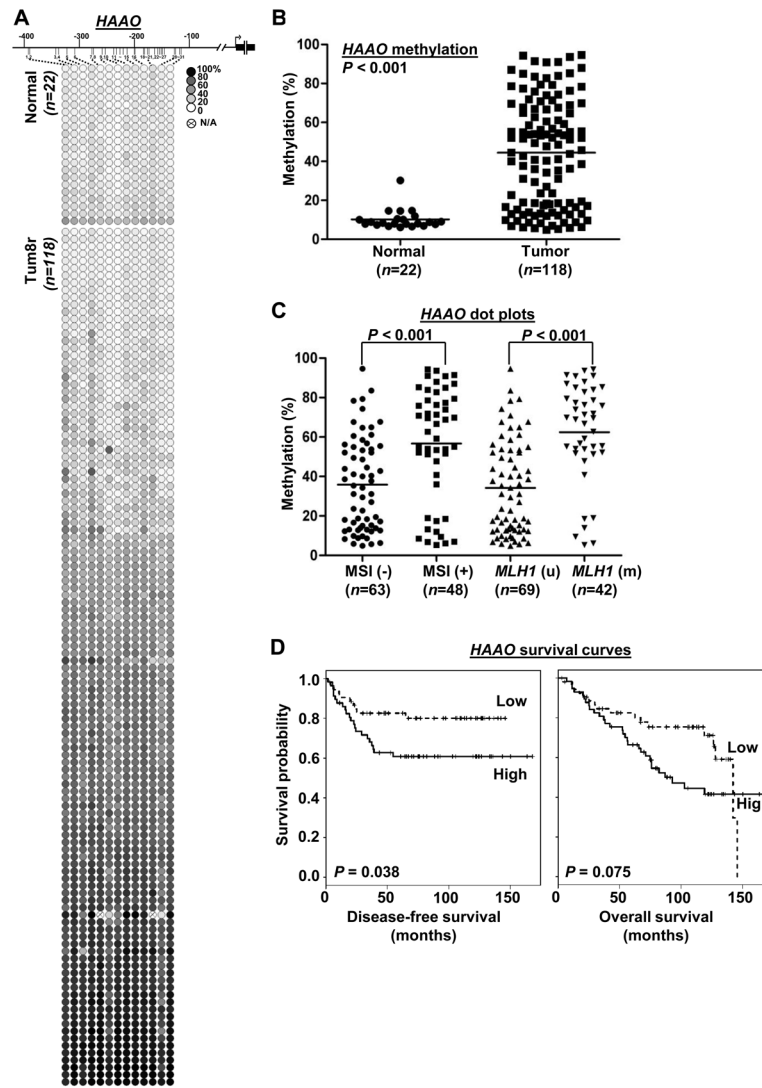 A
HAAO
-400 -300 -200 -100
Normal
(n=22)
100%
80
60
40
20
0
N/A
Tum8r
(n=118)
B
HAAO methylation
P < 0.001
Methylation (%)
100
80
60
40
20
0
Normal
(n=22)
Tumor
(n=118)
C
HAAO dot plots
P < 0.001
P < 0.001
Methylation (%)
100
80
60
40
20
0
MSI (-)
(n=63)
MSI (+)
(n=48)
MLH1 (u)
(n=69)
MLH1 (m)
(n=42)
D
HAAO survival curves
Survival probability
1.0
0.8
0.6
0.4
0.2
0.0
Low
High
P = 0.038
0 50 100 150
Disease-free survival
(months)
Low
High
P = 0.075
0 50 100 150
Overall survival
(months)